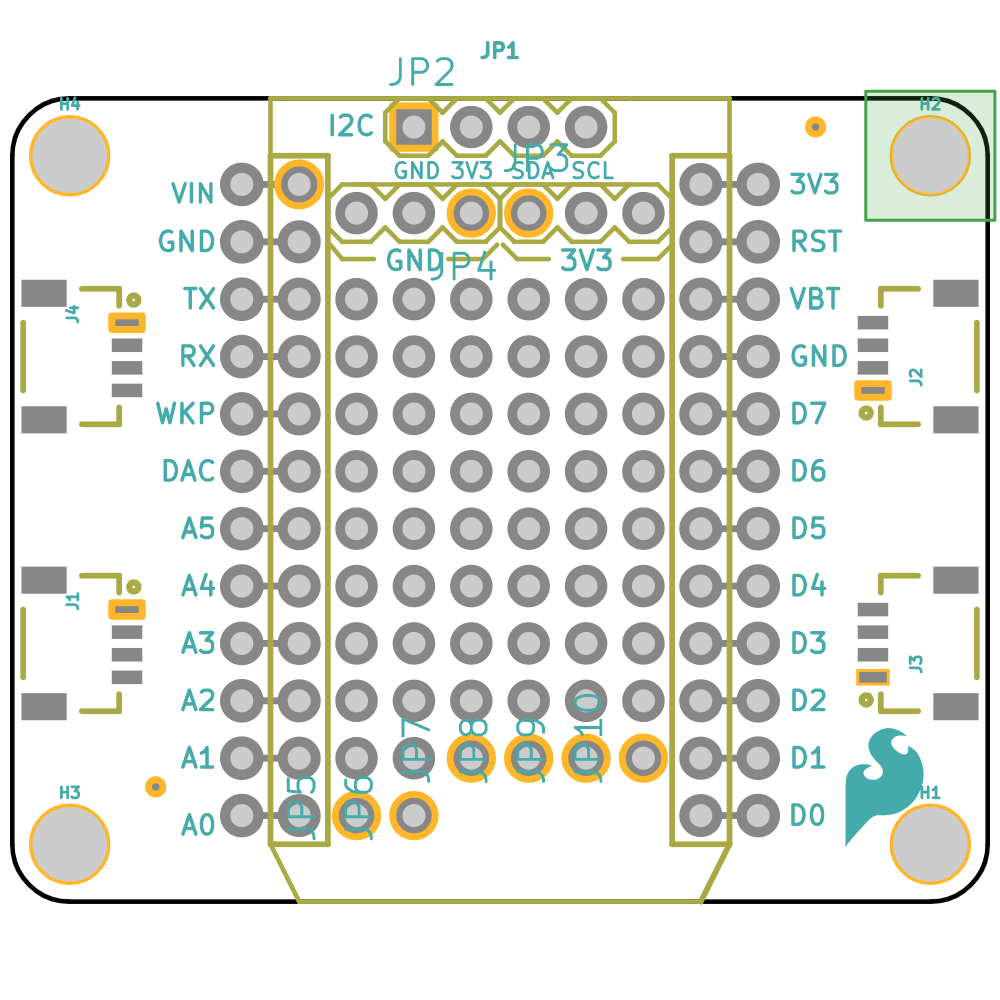 JP1
JP2
H4
H2
I2C
GND 3V3 SDA SCL
JP3
VIN
3V3
GND
RST
GND
3V3
JP4
TX
VBT
J4
RX
GND
J2
WKP
D7
DAC
D6
A5
D5
A4
D4
J1
A3
D3
J3
A2
D2
JP7
JP8
JP9
JP10
A1
D1
H3
H1
JP5
JP6
A0
D0